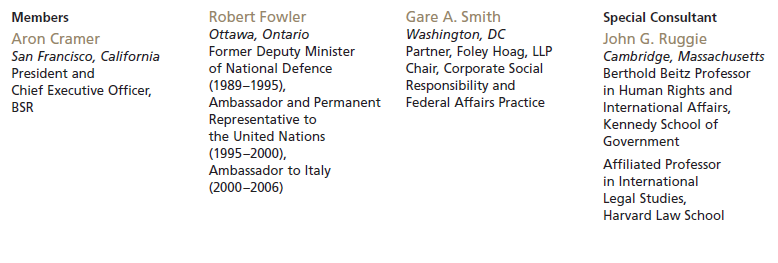 Members
Aron Cramer
San Francisco, California
President and
Chief Executive Officer,
BSR
Robert Fowler
Ottawa, Ontario
Former Deputy Minister
of National Defence
(1989–1995),
Ambassador and Permanent
Representative to
the United Nations
(1995–2000),
Ambassador to Italy
(2000–2006)
Gare A. Smith
Washington, DC
Partner, Foley Hoag, LLP
Chair, Corporate Social
Responsibility and
Federal Affairs Practice
Special Consultant
John G. Ruggie
Cambridge, Massachusetts
Berthold Beitz Professor
in Human Rights and
International Affairs,
Kennedy School of
Government
Affiliated Professor
in International
Legal Studies,
Harvard Law School